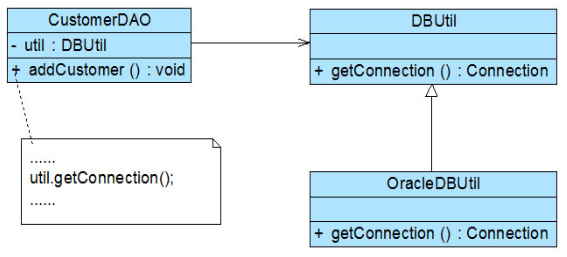 CustomerDAO
- util : DBUtil
+ addCustomer () : void
DBUtil
+ getConnection () : Connection
......
util.getConnection();
......
OracleDBUtil
+ getConnection () : Connection